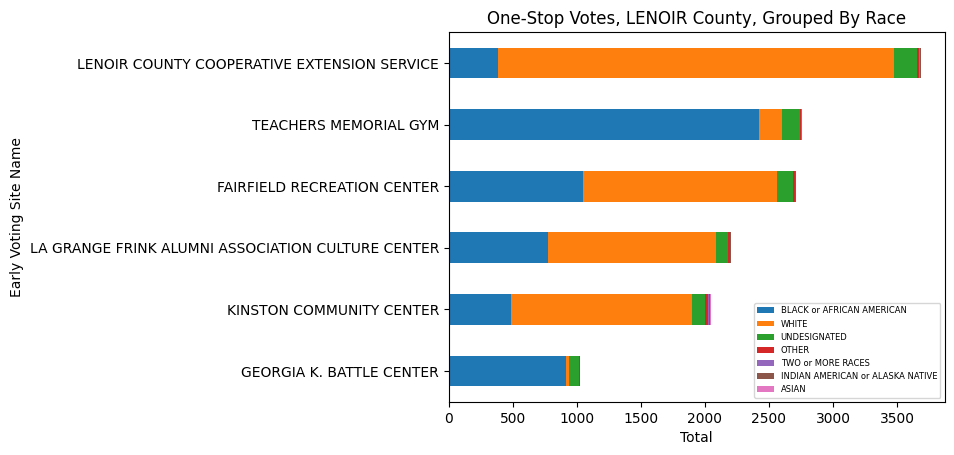 One-Stop Votes, LENOIR County, Grouped By Race
Early Voting Site Name
LENOIR COUNTY COOPERATIVE EXTENSION SERVICE
TEACHERS MEMORIAL GYM
FAIRFIELD RECREATION CENTER
LA GRANGE FRINK ALUMNI ASSOCIATION CULTURE CENTER
KINSTON COMMUNITY CENTER
GEORGIA K. BATTLE CENTER
BLACK or AFRICAN AMERICAN
WHITE
UNDESIGNATED
OTHER
TWO or MORE RACES
INDIAN AMERICAN or ALASKA NATIVE
ASIAN
0 500 1000 1500 2000 2500 3000 3500
Total